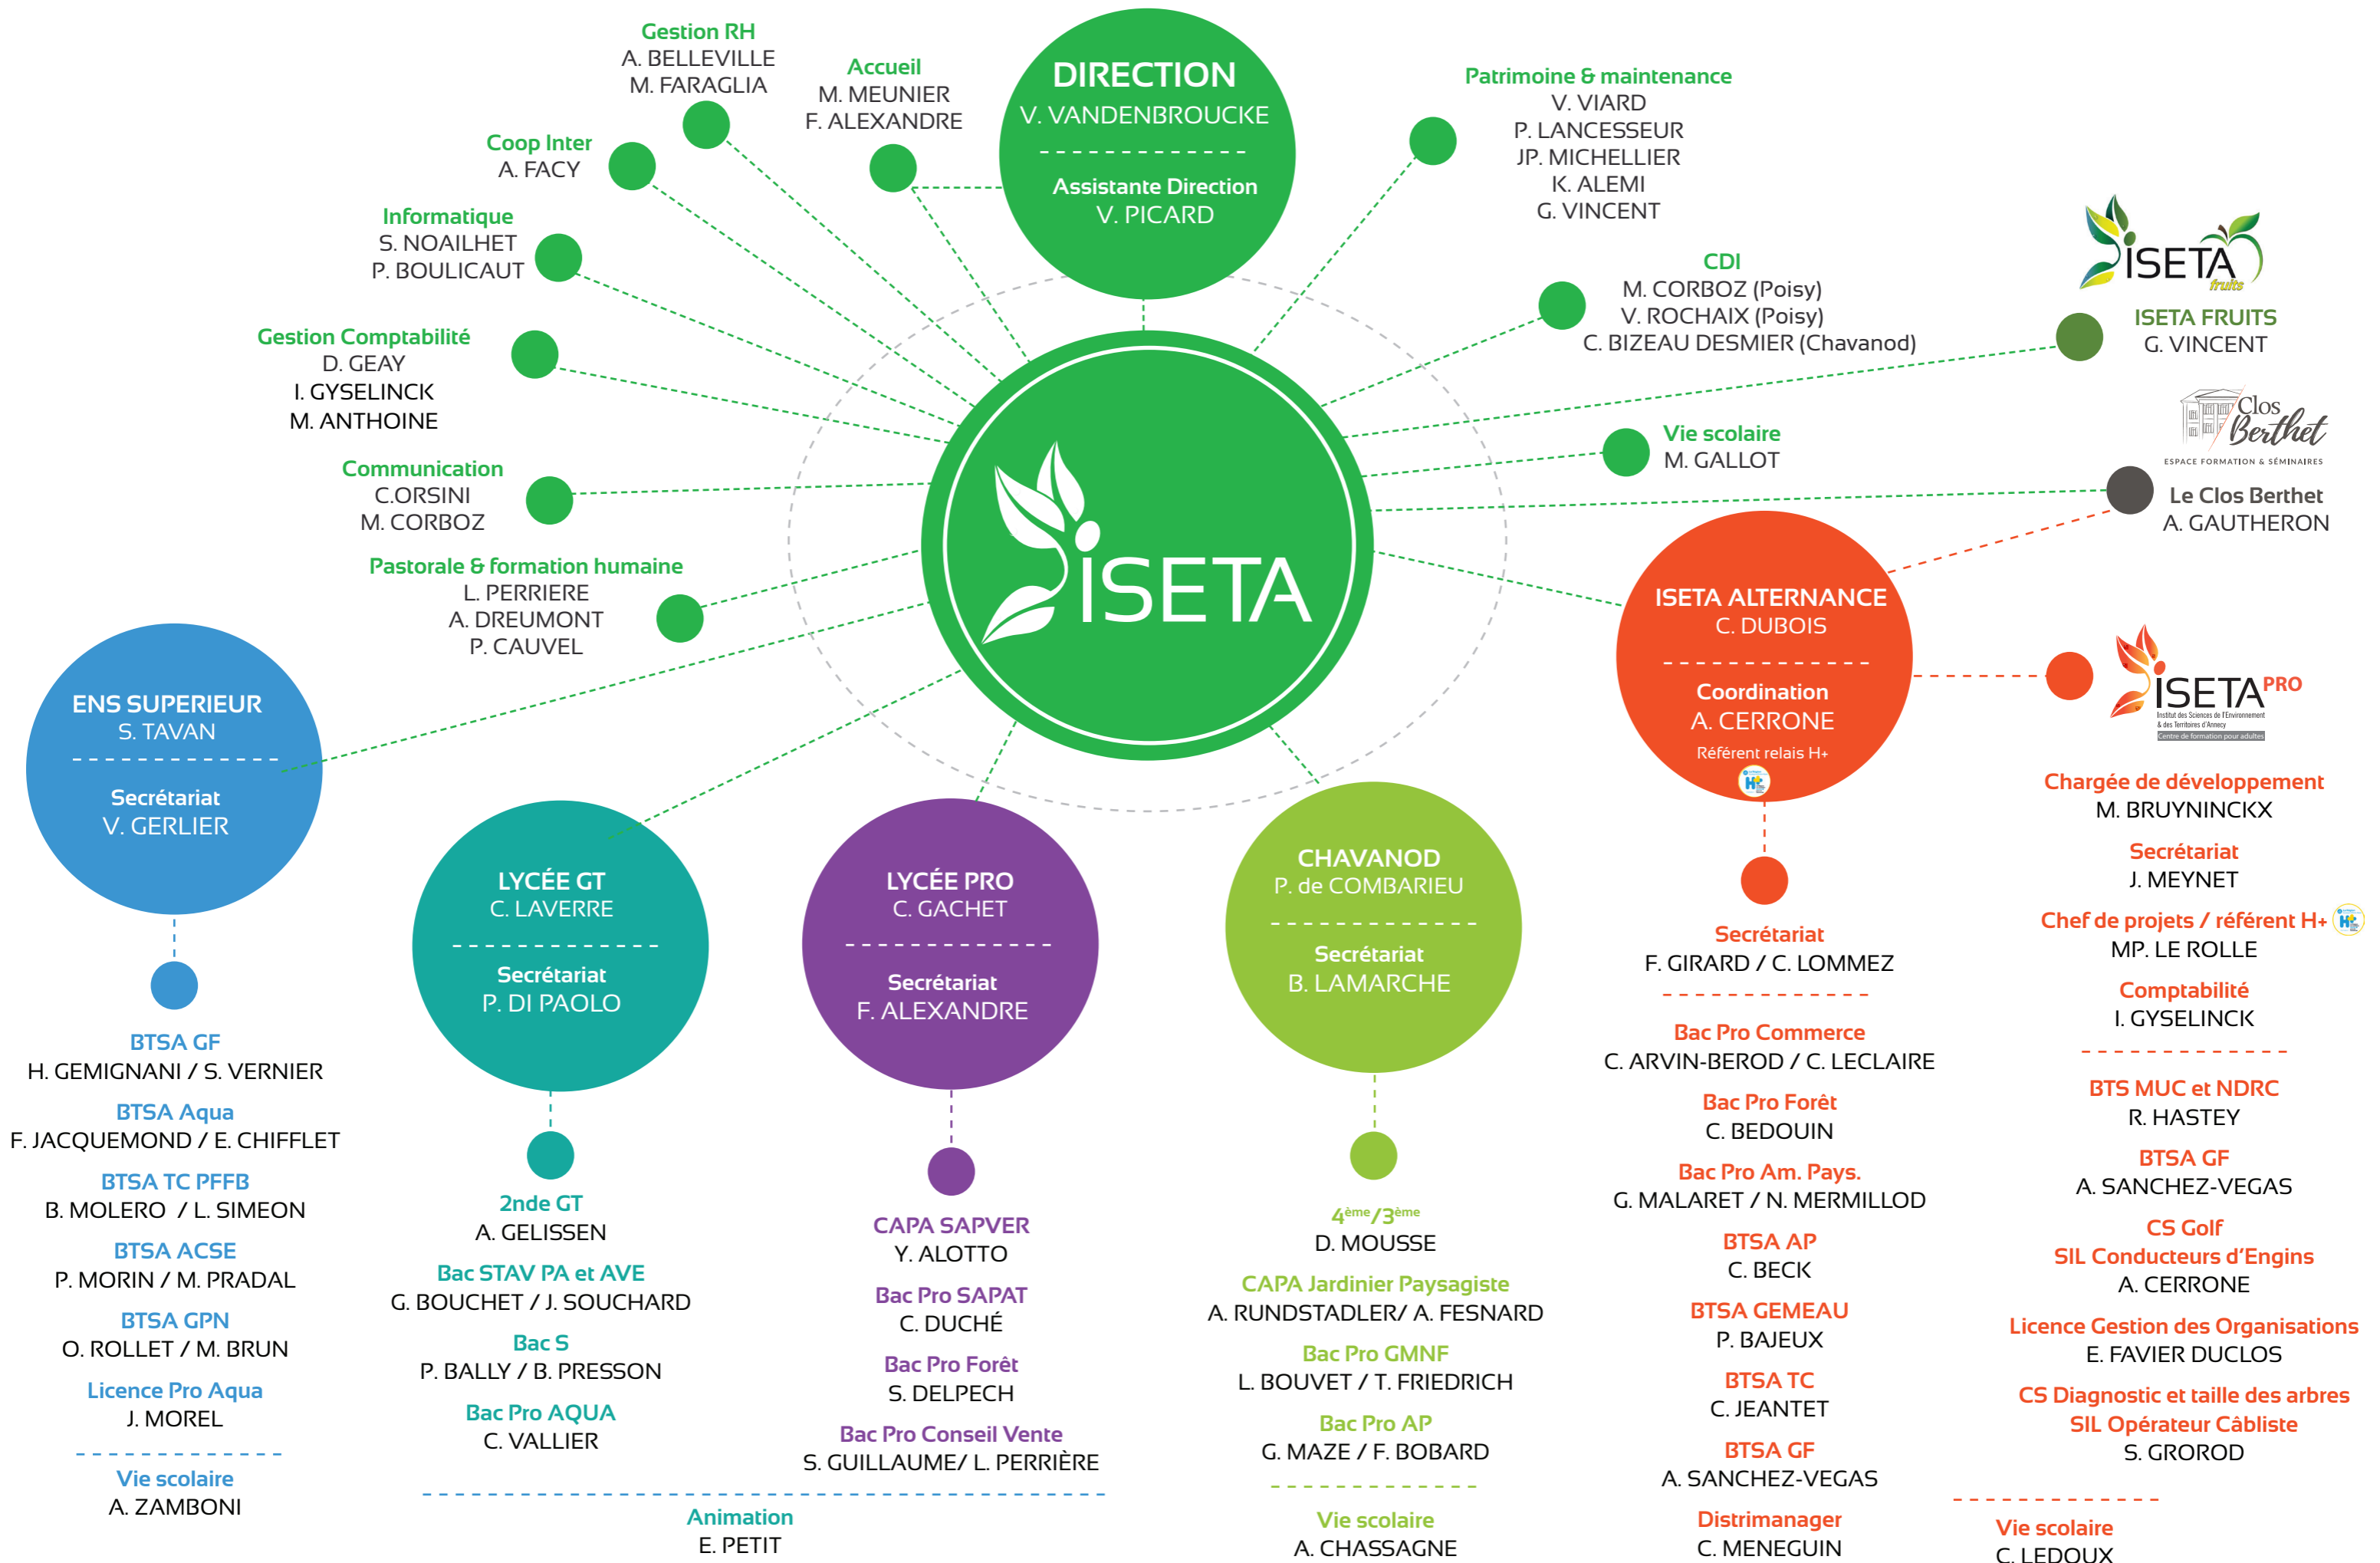 Gestion RH
A. BELLEVILLE
M. FARAGLIA
Accueil
M. MEUNIER
F. ALEXANDRE
DIRECTION
V. VANDENBROUCKE
Assistante Direction
V. PICARD
Patrimoine & maintenance
V. VIARD
P. LANCESSEUR
JP. MICHELLIER
K. ALEMI
G. VINCENT
Coop Inter
A. FACY
Informatique
S. NOAILHET
P. BOULICAUT
CDI
M. CORBOZ (Poisy)
V. ROCHAIX (Poisy)
C. BIZEAU DESMIER (Chavanod)
ISETA
fruits
ISETA FRUITS
G. VINCENT
Gestion Comptabilité
D. GEAY
I. GYSELINCK
M. ANTHOINE
Clos
Berthet
ESPACE FORMATION & SÉMINAIRES
Le Clos Berthet
A. GAUTHERON
Vie scolaire
M. GALLOT
Communication
C.ORSINI
M. CORBOZ
Pastorale & formation humaine
L. PERRIERE
A. DREUMONT
P. CAUVEL
ISETA
ISETA ALTERNANCE
C. DUBOIS
Coordination
A. CERRONE
Référent relais H+
H+
ISETA PRO
Institut des Sciences de l'Environnement
& des Territoires d'Annecy
Centre de formation pour adultes
ENS SUPERIEUR
S. TAVAN
Secrétariat
V. GERLIER
LYCÉE GT
C. LAVERRE
Secrétariat
P. DI PAOLO
LYCÉE PRO
C. GACHET
Secrétariat
F. ALEXANDRE
CHAVANOD
P. de COMBARIEU
Secrétariat
B. LAMARCHE
BTSA GF
H. GEMIGNANI / S. VERNIER
BTSA Aqua
F. JACQUEMOND / E. CHIFFLET
BTSA TC PFFB
B. MOLERO / L. SIMEON
BTSA ACSE
P. MORIN / M. PRADAL
BTSA GPN
O. ROLLET / M. BRUN
Licence Pro Aqua
J. MOREL
Vie scolaire
A. ZAMBONI
2nde GT
A. GELISSEN
Bac STAV PA et AVE
G. BOUCHET / J. SOUCHARD
Bac S
P. BALLY / B. PRESSON
Bac Pro AQUA
C. VALLIER
CAPA SAPVER
Y. ALOTTO
Bac Pro SAPAT
C. DUCHÉ
Bac Pro Forêt
S. DELPECH
Bac Pro Conseil Vente
S. GUILLAUME/ L. PERRIÈRE
Animation
E. PETIT
4ème/3ème
D. MOUSSE
CAPA Jardinier Paysagiste
A. RUNDSTADLER/ A. FESNARD
Bac Pro GMNF
L. BOUVET / T. FRIEDRICH
Bac Pro AP
G. MAZE / F. BOBARD
Vie scolaire
A. CHASSAGNE
Secrétariat
F. GIRARD / C. LOMMEZ
Bac Pro Commerce
C. ARVIN-BEROD / C. LECLAIRE
Bac Pro Forêt
C. BEDOUIN
Bac Pro Am. Pays.
G. MALARET / N. MERMILLOD
BTSA AP
C. BECK
BTSA GEMEAU
P. BAJEUX
BTSA TC
C. JEANTET
BTSA GF
A. SANCHEZ-VEGAS
Distrimanager
C. MENEGUIN
Chargée de développement
M. BRUYNINCKX
Secrétariat
J. MEYNET
Chef de projets / référent H+
H+
MP. LE ROLLE
Comptabilité
I. GYSELINCK
BTS MUC et NDRC
R. HASTEY
BTSA GF
A. SANCHEZ-VEGAS
CS Golf
SIL Conducteurs d'Engins
A. CERRONE
Licence Gestion des Organisations
E. FAVIER DUCLOS
CS Diagnostic et taille des arbres
SIL Opérateur Câbliste
S. GROROD
Vie scolaire
C. LEDOUX